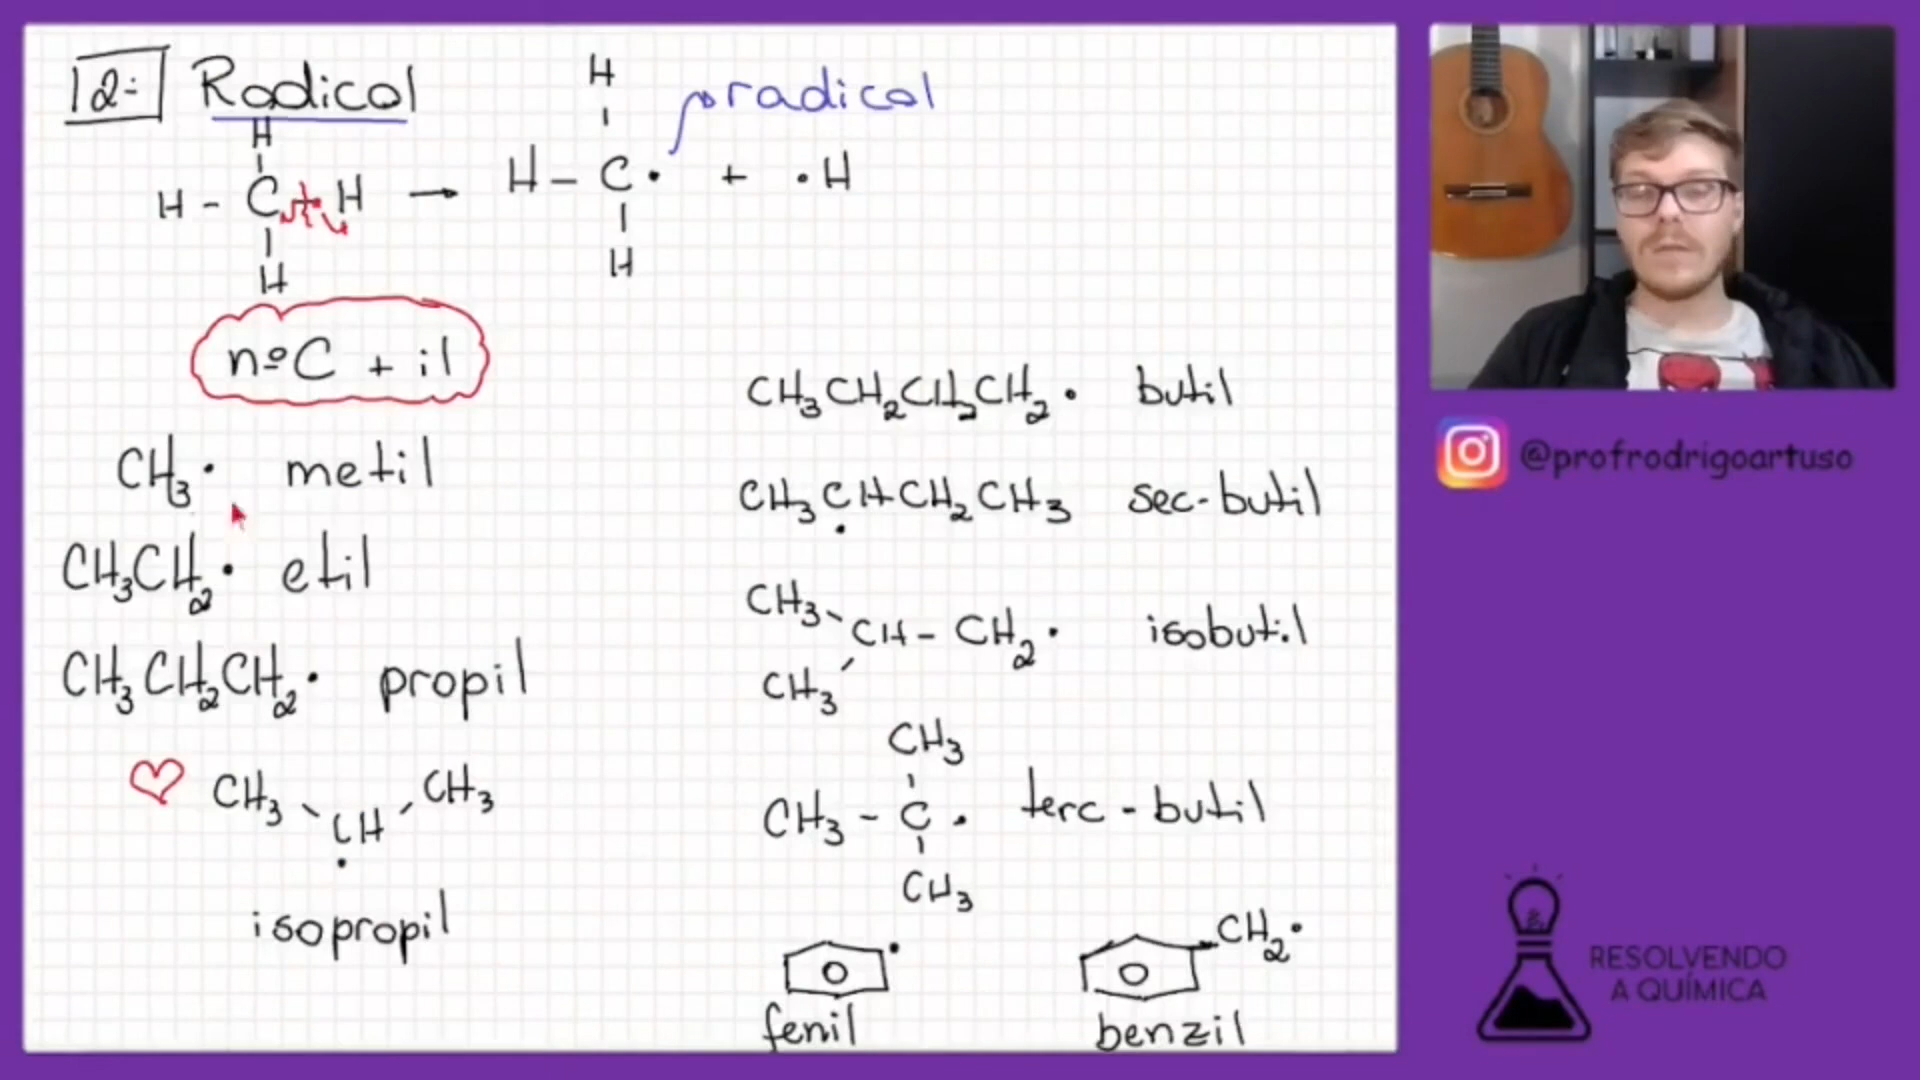 12: Radical
H
H - C + H → H - C · + · H
H
H
H
radical
nºC + il
CH3· metil
CH3CH2· etil
CH3CH2CH2· propil
CH3 CH CH3
·
isopropil
CH3CH2CH2CH2· butil
CH3CHCH2CH3 sec-butil
·
CH3
CH - CH2· isobutil
CH3
CH3
CH3 - C · terc-butil
CH3
CH2·
fenil
benzil
@profrodrigoartuso
RESOLVENDO
A QUÍMICA